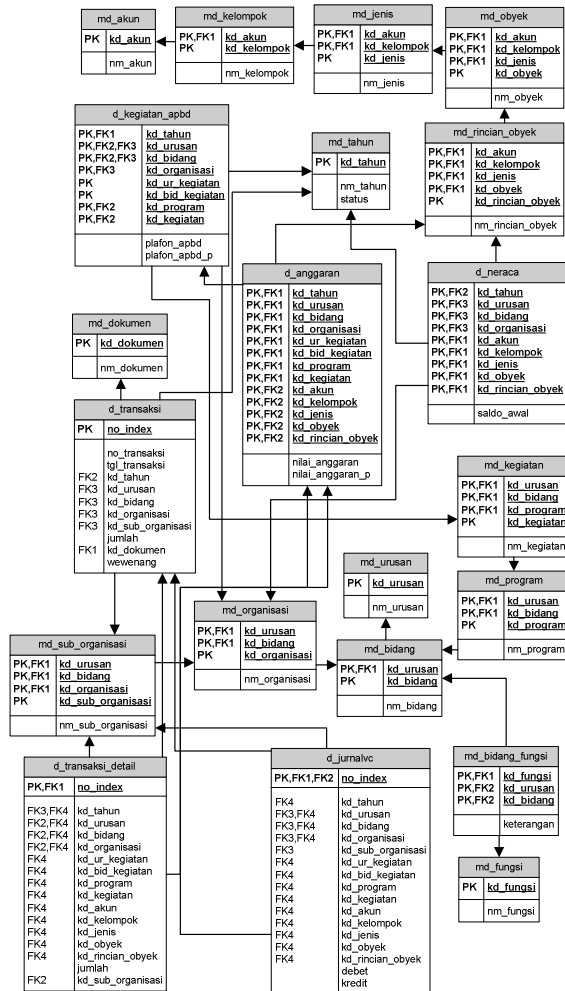 md_akun
PK kd_akun
nm_akun
md_kelompok
PK,FK1 kd_akun
PK kd_kelompok
nm_kelompok
md_jenis
PK,FK1 kd_akun
PK,FK1 kd_kelompok
PK kd_jenis
nm_jenis
md_obyek
PK,FK1 kd_akun
PK,FK1 kd_kelompok
PK,FK1 kd_jenis
PK kd_obyek
nm_obyek
d_kegiatan_apbd
PK,FK1 kd_tahun
PK,FK2,FK3 kd_urusan
PK,FK2,FK3 kd_bidang
PK,FK3 kd_organisasi
PK kd_ur_kegiatan
PK kd_bid_kegiatan
PK,FK2 kd_program
PK,FK2 kd_kegiatan
plafon_apbd
plafon_apbd_p
md_tahun
PK kd_tahun
nm_tahun
status
md_rincian_obyek
PK,FK1 kd_akun
PK,FK1 kd_kelompok
PK,FK1 kd_jenis
PK,FK1 kd_obyek
PK kd_rincian_obyek
nm_rincian_obyek
d_anggaran
PK,FK1 kd_tahun
PK,FK1 kd_urusan
PK,FK1 kd_bidang
PK,FK1 kd_organisasi
PK,FK1 kd_ur_kegiatan
PK,FK1 kd_bid_kegiatan
PK,FK1 kd_program
PK,FK1 kd_kegiatan
PK,FK2 kd_akun
PK,FK2 kd_kelompok
PK,FK2 kd_jenis
PK,FK2 kd_obyek
PK,FK2 kd_rincian_obyek
nilai_anggaran
nilai_anggaran_p
d_neraca
PK,FK2 kd_tahun
PK,FK3 kd_urusan
PK,FK3 kd_bidang
PK,FK3 kd_organisasi
PK,FK1 kd_akun
PK,FK1 kd_kelompok
PK,FK1 kd_jenis
PK,FK1 kd_obyek
PK,FK1 kd_rincian_obyek
saldo_awal
md_dokumen
PK kd_dokumen
nm_dokumen
d_transaksi
PK no_index
no_transaksi
tgl_transaksi
FK2 kd_tahun
FK3 kd_urusan
FK3 kd_bidang
FK3 kd_organisasi
FK3 kd_sub_organisasi
jumlah
FK1 kd_dokumen
wewenang
md_kegiatan
PK,FK1 kd_urusan
PK,FK1 kd_bidang
PK,FK1 kd_program
PK kd_kegiatan
nm_kegiatan
md_urusan
PK kd_urusan
nm_urusan
md_program
PK,FK1 kd_urusan
PK,FK1 kd_bidang
PK kd_program
nm_program
md_organisasi
PK,FK1 kd_urusan
PK,FK1 kd_bidang
PK kd_organisasi
nm_organisasi
md_sub_organisasi
PK,FK1 kd_urusan
PK,FK1 kd_bidang
PK,FK1 kd_organisasi
PK kd_sub_organisasi
nm_sub_organisasi
md_bidang
PK,FK1 kd_urusan
PK kd_bidang
nm_bidang
d_transaksi_detail
PK,FK1 no_index
FK3,FK4 kd_tahun
FK2,FK4 kd_urusan
FK2,FK4 kd_bidang
FK2,FK4 kd_organisasi
FK4 kd_ur_kegiatan
FK4 kd_bid_kegiatan
FK4 kd_program
FK4 kd_kegiatan
FK4 kd_akun
FK4 kd_kelompok
FK4 kd_jenis
FK4 kd_obyek
FK4 kd_rincian_obyek
jumlah
FK2 kd_sub_organisasi
d_jurnalvc
PK,FK1,FK2 no_index
FK4 kd_tahun
FK3,FK4 kd_urusan
FK3,FK4 kd_bidang
FK3,FK4 kd_organisasi
FK3 kd_sub_organisasi
FK4 kd_ur_kegiatan
FK4 kd_bid_kegiatan
FK4 kd_program
FK4 kd_kegiatan
FK4 kd_akun
FK4 kd_kelompok
FK4 kd_jenis
FK4 kd_obyek
FK4 kd_rincian_obyek
debet
kredit
md_bidang_fungsi
PK,FK1 kd_fungsi
PK,FK2 kd_urusan
PK,FK2 kd_bidang
keterangan
md_fungsi
PK kd_fungsi
nm_fungsi